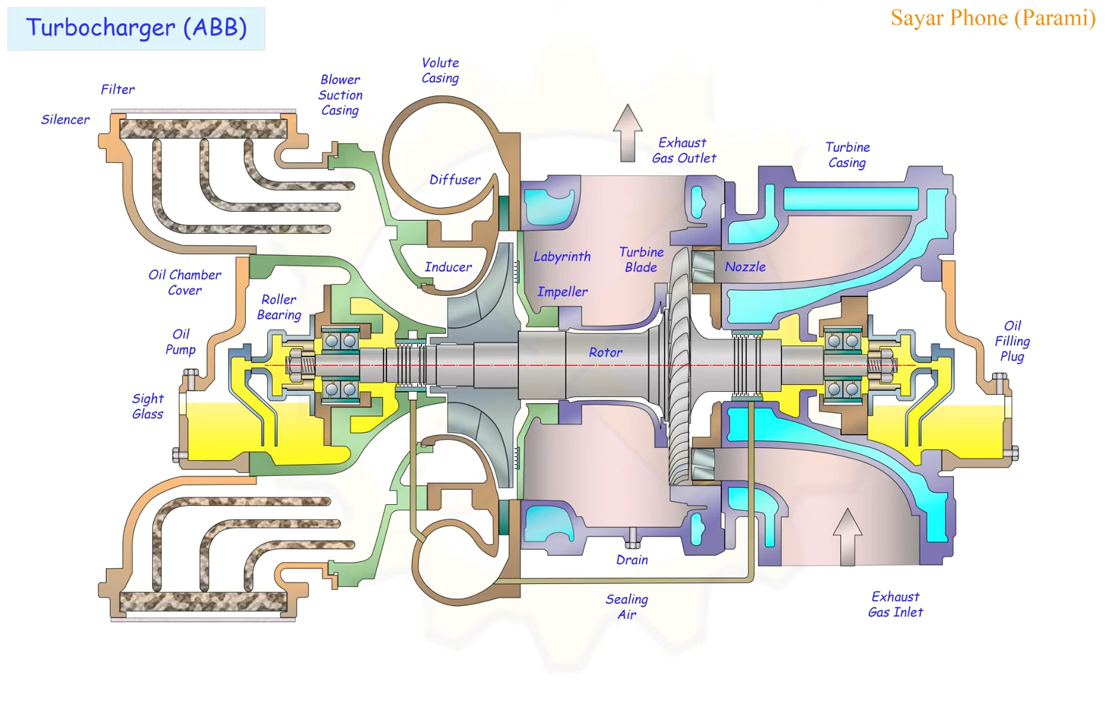 Turbocharger (ABB)
Sayar Phone (Parami)
Volute
Casing
Blower
Suction
Casing
Filter
Silencer
Exhaust
Gas Outlet
Turbine
Casing
Diffuser
Labyrinth
Turbine
Blade
Inducer
Nozzle
Oil Chamber
Cover
Impeller
Roller
Bearing
Oil
Pump
Rotor
Oil
Filling
Plug
Sight
Glass
Drain
Sealing
Air
Exhaust
Gas Inlet